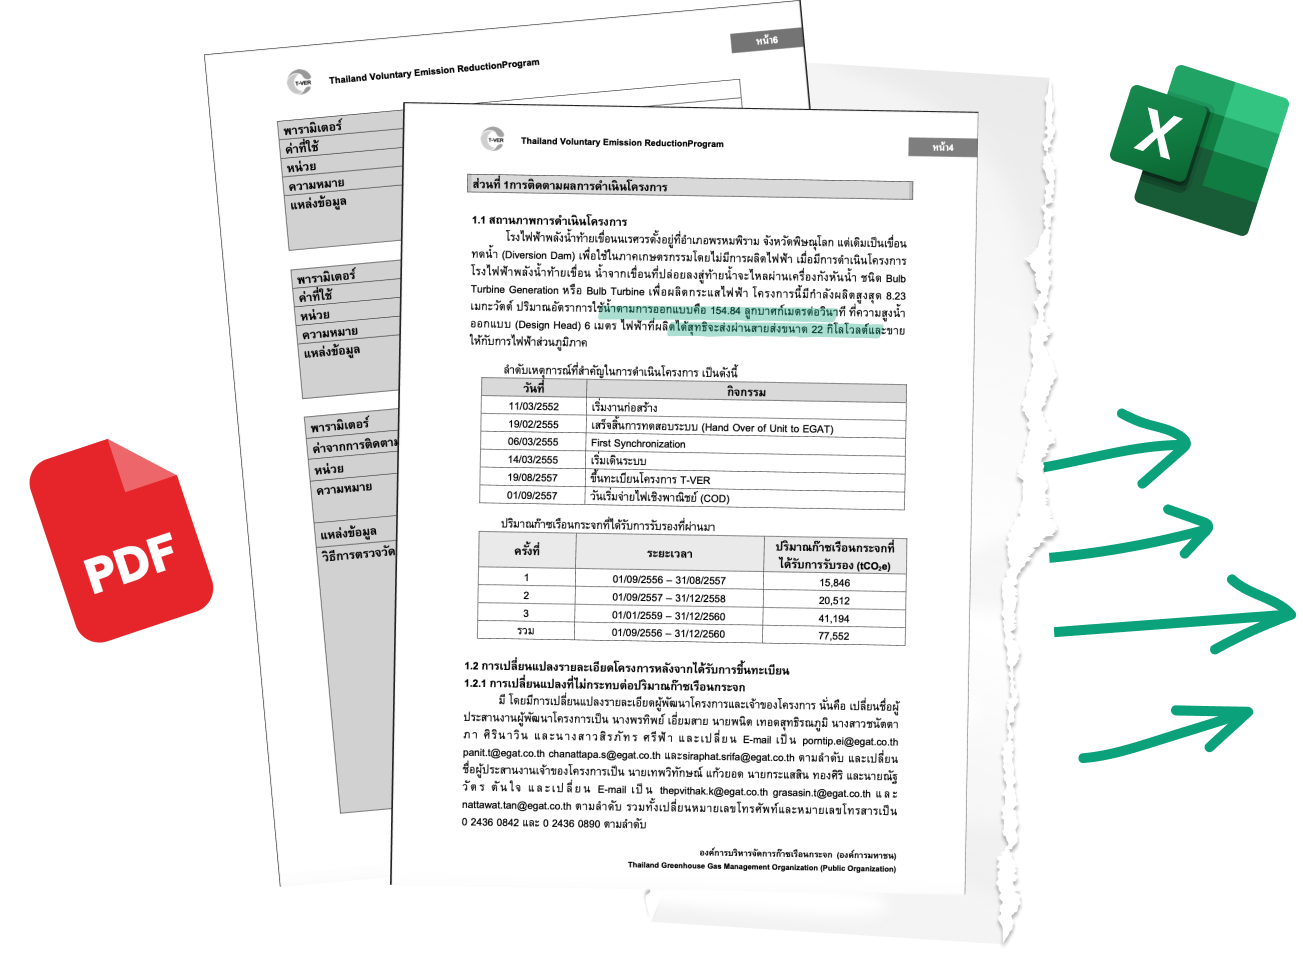 หน้า6
T-VER
Thailand Voluntary Emission ReductionProgram
พารามิเตอร์
ค่าที่ใช้
หน่วย
ความหมาย
แหล่งข้อมูล
พารามิเตอร์
ค่าที่ใช้
หน่วย
ความหมาย
แหล่งข้อมูล
พารามิเตอร์
ค่าจากการติดตาม
หน่วย
ความหมาย
แหล่งข้อมูล
วิธีการตรวจวัด
T-VER
Thailand Voluntary Emission ReductionProgram
หน้า4
ส่วนที่ 1การติดตามผลการดำเนินโครงการ
1.1 สถานภาพการดำเนินโครงการ
โรงไฟฟ้าพลังน้ำท้ายเขื่อนนเรศวรตั้งอยู่ที่อำเภอพรหมพิราม จังหวัดพิษณุโลก แต่เดิมเป็นเขื่อน
ทดน้ำ (Diversion Dam) เพื่อใช้ในภาคเกษตรกรรมโดยไม่มีการผลิตไฟฟ้า เมื่อมีการดำเนินโครงการ
โรงไฟฟ้าพลังน้ำท้ายเขื่อน น้ำจากเขื่อนที่ปล่อยลงสู่ท้ายน้ำจะไหลผ่านเครื่องกังหันน้ำ ชนิด Bulb
Turbine Generation หรือ Bulb Turbine เพื่อผลิตกระแสไฟฟ้า โครงการนี้มีกำลังผลิตสูงสุด 8.23
เมกะวัตต์ ปริมาณอัตราการใช้น้ำตามการออกแบบคือ 154.84 ลูกบาศก์เมตรต่อวินาที ที่ความสูงน้ำ
ออกแบบ (Design Head) 6 เมตร ไฟฟ้าที่ผลิตได้สุทธิจะส่งผ่านสายส่งขนาด 22 กิโลโวลต์และขาย
ให้กับการไฟฟ้าส่วนภูมิภาค
ลำดับเหตุการณ์ที่สำคัญในการดำเนินโครงการ เป็นดังนี้
วันที่ กิจกรรม
11/03/2552 เริ่มงานก่อสร้าง
19/02/2555 เสร็จสิ้นการทดสอบระบบ (Hand Over of Unit to EGAT)
06/03/2555 First Synchronization
14/03/2555 เริ่มเดินระบบ
19/08/2557 ขึ้นทะเบียนโครงการ T-VER
01/09/2557 วันเริ่มจ่ายไฟเชิงพาณิชย์ (COD)
ปริมาณก๊าซเรือนกระจกที่ได้รับการรับรองที่ผ่านมา
ครั้งที่ ระยะเวลา ปริมาณก๊าซเรือนกระจกที่
ได้รับการรับรอง (tCO₂e)
1 01/09/2556 – 31/08/2557 15,846
2 01/09/2557 – 31/12/2558 20,512
3 01/01/2559 – 31/12/2560 41,194
รวม 01/09/2556 – 31/12/2560 77,552
1.2 การเปลี่ยนแปลงรายละเอียดโครงการหลังจากได้รับการขึ้นทะเบียน
1.2.1 การเปลี่ยนแปลงที่ไม่กระทบต่อปริมาณก๊าซเรือนกระจก
มี โดยมีการเปลี่ยนแปลงรายละเอียดผู้พัฒนาโครงการและเจ้าของโครงการ นั่นคือ เปลี่ยนชื่อผู้
ประสานงานผู้พัฒนาโครงการเป็น นางพรทิพย์ เอี่ยมสาย นายพนิต เทอดสุทธิรณภูมิ นางสาวชนัตตา
ภา ศิรินาวิน และนางสาวสิรภัทร ศรีฟ้า และเปลี่ยน E-mail เป็น porntip.ei@egat.co.th
panit.t@egat.co.th chanattapa.s@egat.co.th และsiraphat.srifa@egat.co.th ตามลำดับ และเปลี่ยน
ชื่อผู้ประสานงานเจ้าของโครงการเป็น นายเทพวิทักษณ์ แก้วยอด นายกระแสสิน ทองศิริ และนายณัฐ
วัตร ตันใจ และเปลี่ยน E-mail เป็น thepvithak.k@egat.co.th grasasin.t@egat.co.th และ
nattawat.tan@egat.co.th ตามลำดับ รวมทั้งเปลี่ยนหมายเลขโทรศัพท์และหมายเลขโทรสารเป็น
0 2436 0842 และ 0 2436 0890 ตามลำดับ
องค์การบริหารจัดการก๊าซเรือนกระจก (องค์การมหาชน)
Thailand Greenhouse Gas Management Organization (Public Organization)
PDF
X